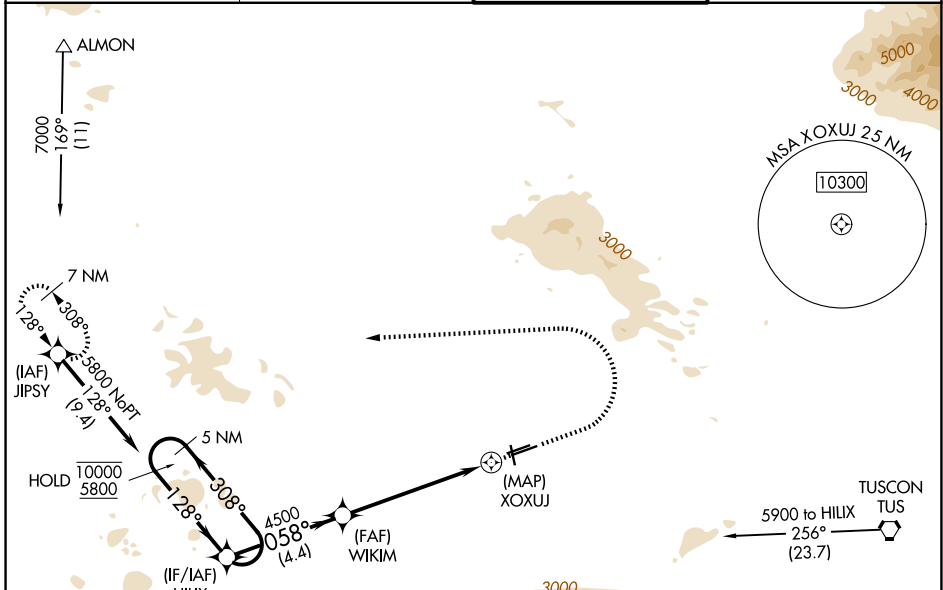 ALMON
7000
169°
(11)
5000
3000
4000
MSA XOXUJ 25 NM
10300
3000
7 NM
308°
128°
(IAF)
JIPSY
5800 NoPT
128°
(9.4)
5 NM
HOLD 10000
5800
308°
128°
4500
058°
(4.4)
(FAF)
WIKIM
(MAP)
XOXUJ
(IF/IAF)
TUSCON
TUS
5900 to HILIX
256°
(23.7)
3000